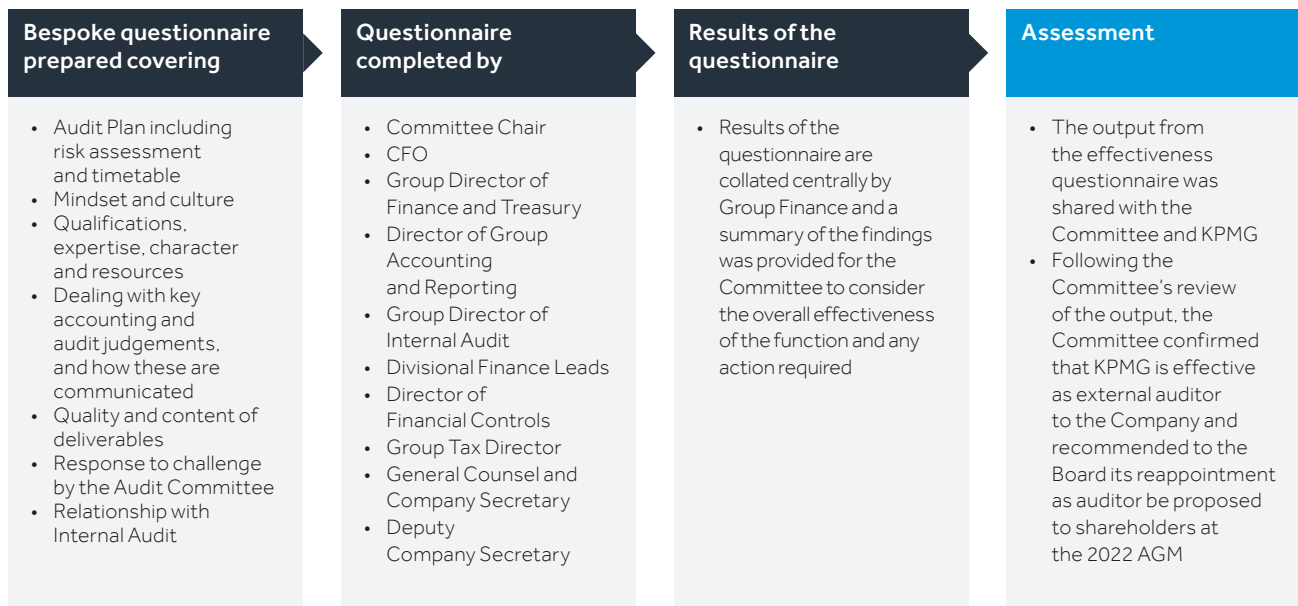 Bespoke questionnaire
prepared covering
• Audit Plan including
risk assessment
and timetable
• Mindset and culture
• Qualifications,
expertise, character
and resources
• Dealing with key
accounting and
audit judgements,
and how these are
communicated
• Quality and content of
deliverables
• Response to challenge
by the Audit Committee
• Relationship with
Internal Audit
Questionnaire
completed by
• Committee Chair
• CFO
• Group Director of
Finance and Treasury
• Director of Group
Accounting
and Reporting
• Group Director of
Internal Audit
• Divisional Finance Leads
• Director of
Financial Controls
• Group Tax Director
• General Counsel and
Company Secretary
• Deputy
Company Secretary
Results of the
questionnaire
• Results of the
questionnaire are
collated centrally by
Group Finance and a
summary of the findings
was provided for the
Committee to consider
the overall effectiveness
of the function and any
action required
Assessment
• The output from
the effectiveness
questionnaire was
shared with the
Committee and KPMG
• Following the
Committee's review
of the output, the
Committee confirmed
that KPMG is effective
as external auditor
to the Company and
recommended to the
Board its reappointment
as auditor be proposed
to shareholders at
the 2022 AGM